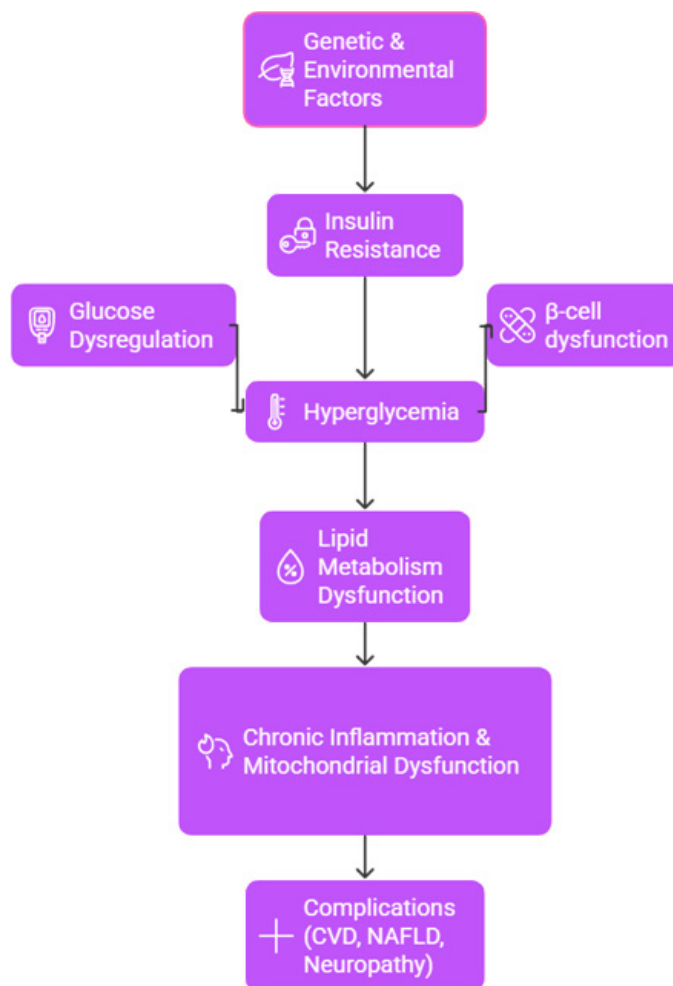 Genetic &
Environmental
Factors
Insulin
Resistance
Glucose
Dysregulation
β-cell
dysfunction
Hyperglycemia
Lipid
Metabolism
Dysfunction
Chronic Inflammation &
Mitochondrial Dysfunction
Complications
(CVD, NAFLD,
Neuropathy)